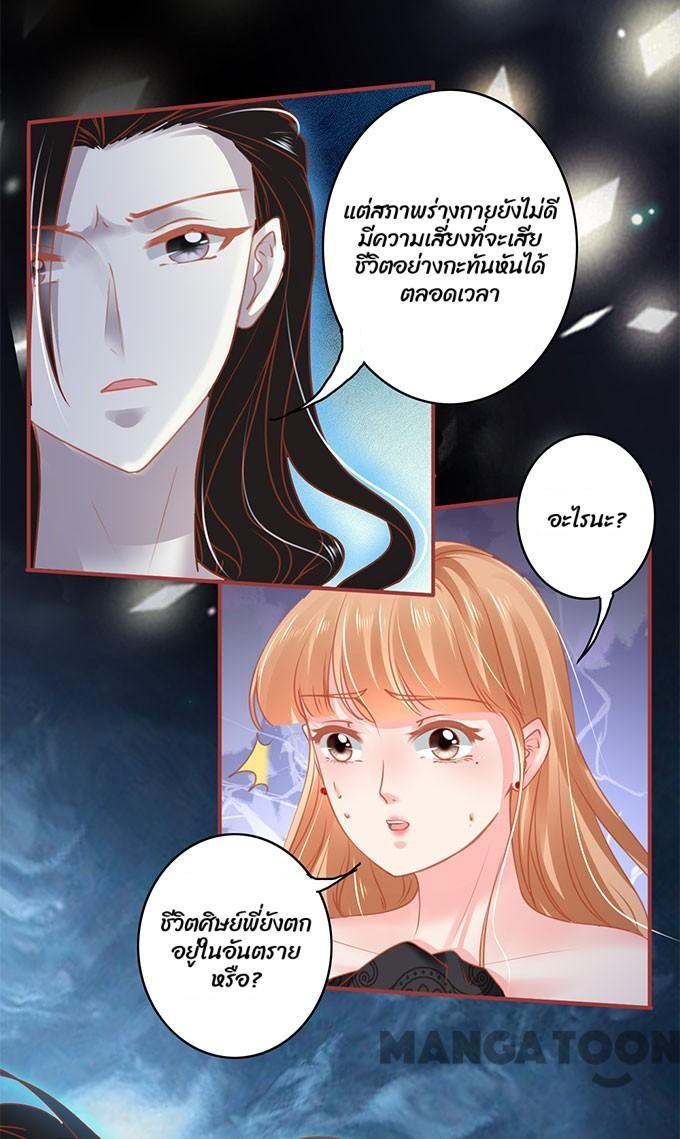 แต่สภาพร่างกายยังไม่ดี
มีความเสี่ยงที่จะเสีย
ชีวิตอย่างกะทันหันได้
ตลอดเวลา
อะไรนะ?
ชีวิตศิษย์พี่ยังตก
อยู่ในอันตราย
หรือ?
MANGATOON